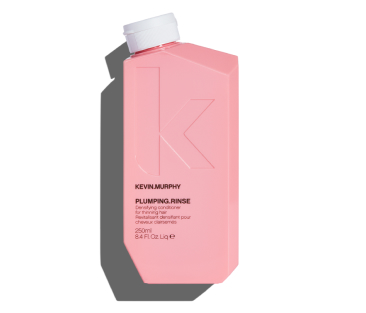 K
KEVIN.MURPHY
PLUMPING.RINSE
Densifying conditioner
for thinning hair
Revitalisant densifiant pour
cheveux clairsemés
250ml
8.4 Fl.Oz Liq ℮